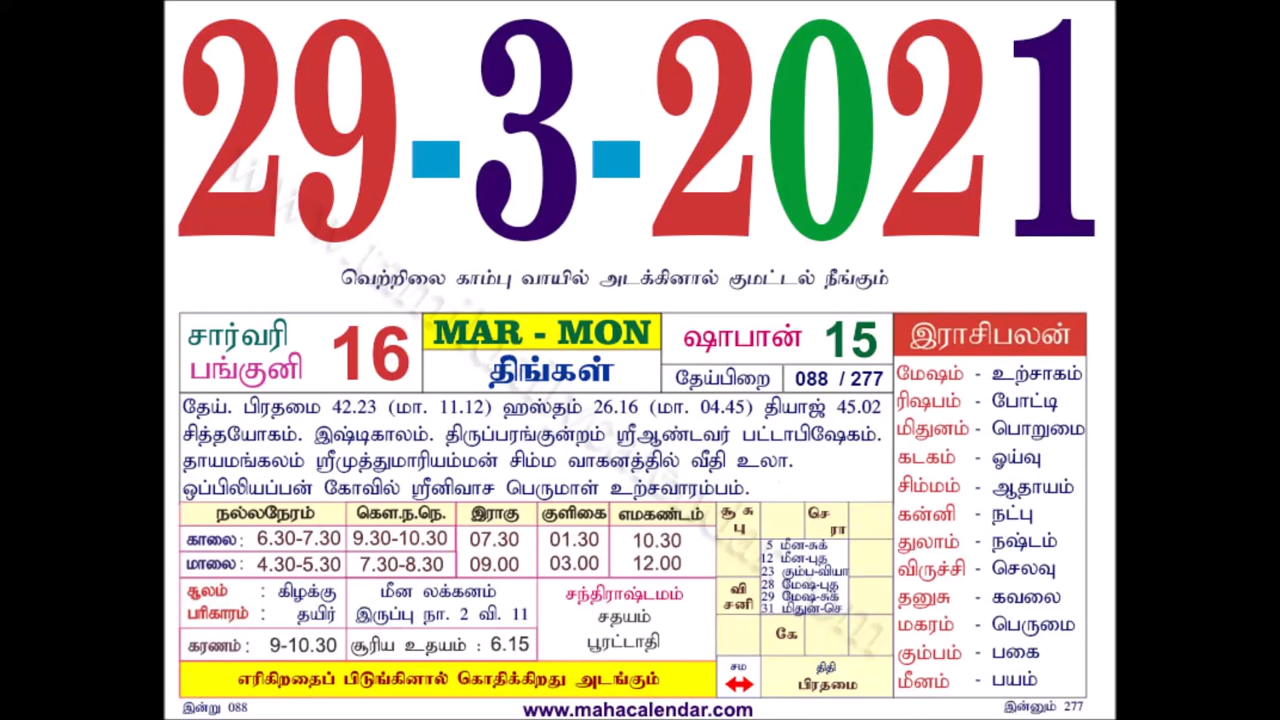 29-3-2021
வெற்றிலை காம்பு வாயில் அடக்கினால் குமட்டல் நீங்கும்
சார்வரி
பங்குனி
16
MAR - MON
திங்கள்
ஷாபான் 15
தேய்பிறை 088 / 277
தேய். பிரதமை 42.23 (மா. 11.12) ஹஸ்தம் 26.16 (மா. 04.45) தியாஜ் 45.02
சித்தயோகம். இஷ்டிகாலம். திருப்பரங்குன்றம் ஸ்ரீஆண்டவர் பட்டாபிஷேகம்.
தாயமங்கலம் ஸ்ரீமுத்துமாரியம்மன் சிம்ம வாகனத்தில் வீதி உலா.
ஒப்பிலியப்பன் கோவில் ஸ்ரீனிவாச பெருமாள் உற்சவாரம்பம்.
நல்லநேரம் கௌ.ந.நெ. இராகு குளிகை எமகண்டம்
காலை: 6.30-7.30 9.30-10.30 07.30 01.30 10.30
மாலை: 4.30-5.30 7.30-8.30 09.00 03.00 12.00
சூலம் : கிழக்கு
பரிகாரம் : தயிர்
மீன லக்கனம்
இருப்பு நா. 2 வி. 11
கரணம் : 9-10.30
சூரிய உதயம் : 6.15
சந்திராஷ்டமம்
சதயம்
பூரட்டாதி
எரிகிறதைப் பிடுங்கினால் கொதிக்கிறது அடங்கும்
சூ சு
பு
செ
ரா
5 மீன-சுக்
12 மீன-புத
23 கும்ப-வியா
28 மேஷ-புத
29 மேஷ-சுக்
31 மிதுன-செ
வி
சனி
கே
சம
திதி
பிரதமை
இராசிபலன்
மேஷம் - உற்சாகம்
ரிஷபம் - போட்டி
மிதுனம் - பொறுமை
கடகம் - ஓய்வு
சிம்மம் - ஆதாயம்
கன்னி - நட்பு
துலாம் - நஷ்டம்
விருச்சி - செலவு
தனுசு - கவலை
மகரம் - பெருமை
கும்பம் - பகை
மீனம் - பயம்
இன்று 088
www.mahacalendar.com
இன்னும் 277